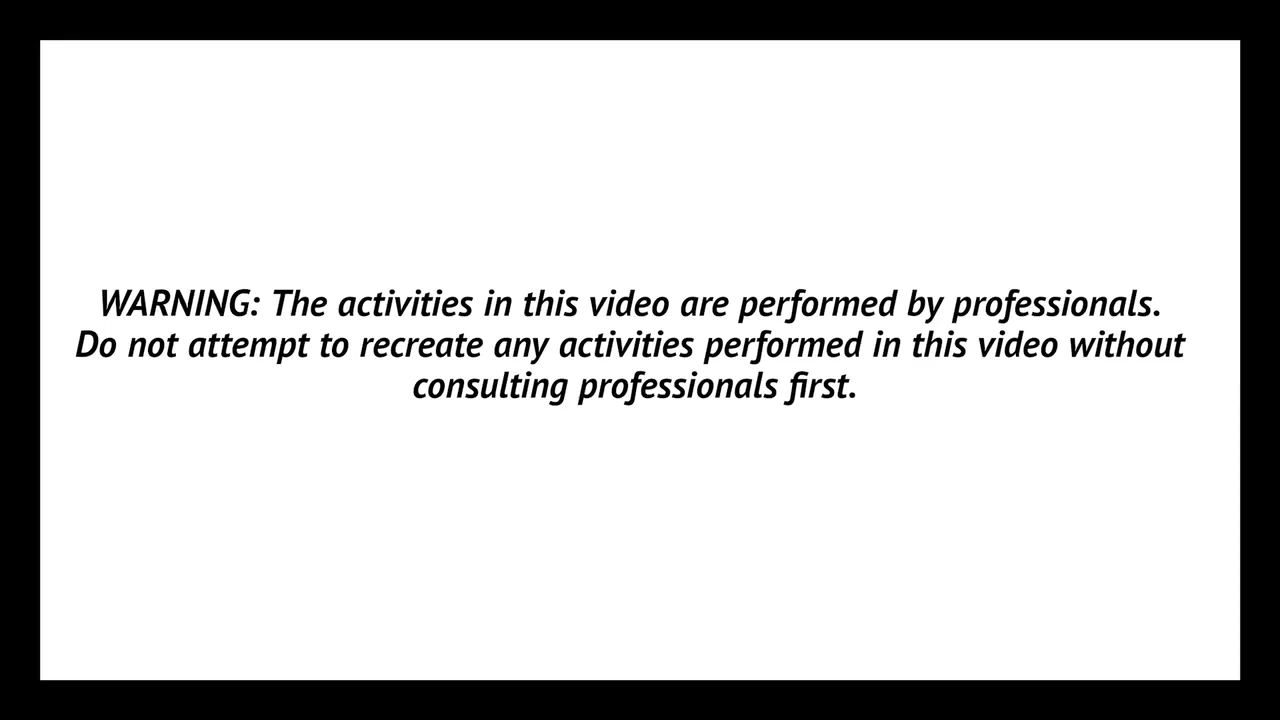 WARNING: The activities in this video are performed by professionals.
Do not attempt to recreate any activities performed in this video without
consulting professionals first.